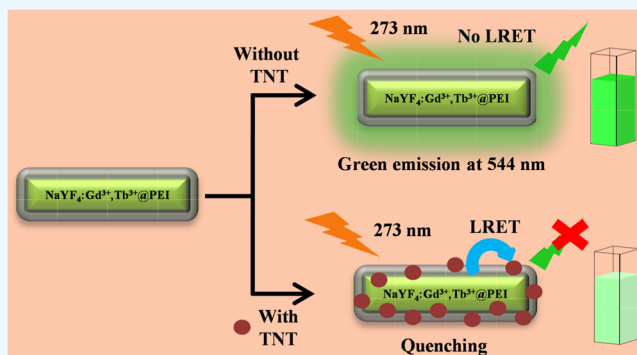 273 nm
No LRET
Without
TNT
NaYF₄:Gd³⁺,Tb³⁺@PEI
Green emission at 544 nm
NaYF₄:Gd³⁺,Tb³⁺@PEI
273 nm
LRET
NaYF₄:Gd³⁺,Tb³⁺@PEI
With
TNT
Quenching